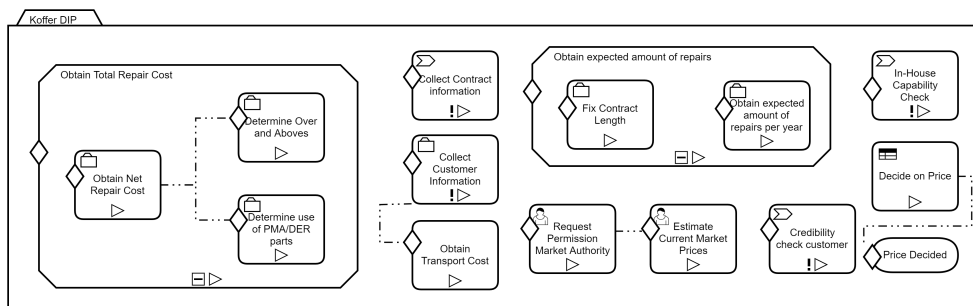 Koffer DIP
Obtain Total Repair Cost
Obtain Net
Repair Cost
Determine Over
and Aboves
Determine use
of PMA/DER
parts
Collect Contract
information
Collect
Customer
Information
Obtain
Transport Cost
Obtain expected amount of repairs
Fix Contract
Length
Obtain expected
amount of
repairs per year
Request
Permission
Market Authority
Estimate
Current Market
Prices
Credibility
check customer
In-House
Capability
Check
Decide on Price
Price Decided